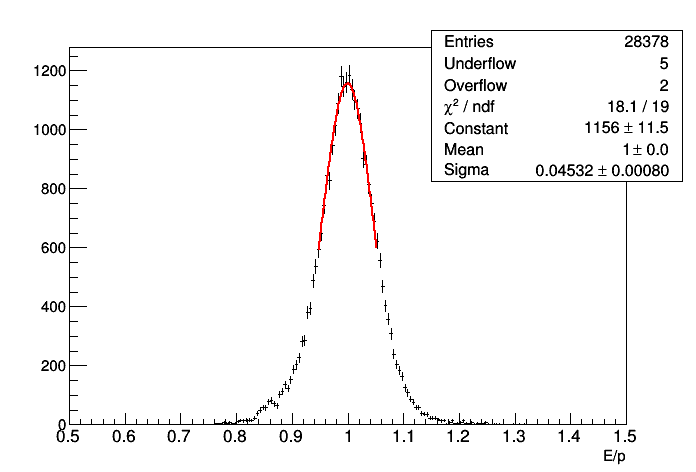 Entries 28378
Underflow 5
Overflow 2
χ² / ndf 18.1 / 19
Constant 1156 ± 11.5
Mean 1 ± 0.0
Sigma 0.04532 ± 0.00080
1200
1000
800
600
400
200
0
0.5 0.6 0.7 0.8 0.9 1 1.1 1.2 1.3 1.4 1.5
E/p